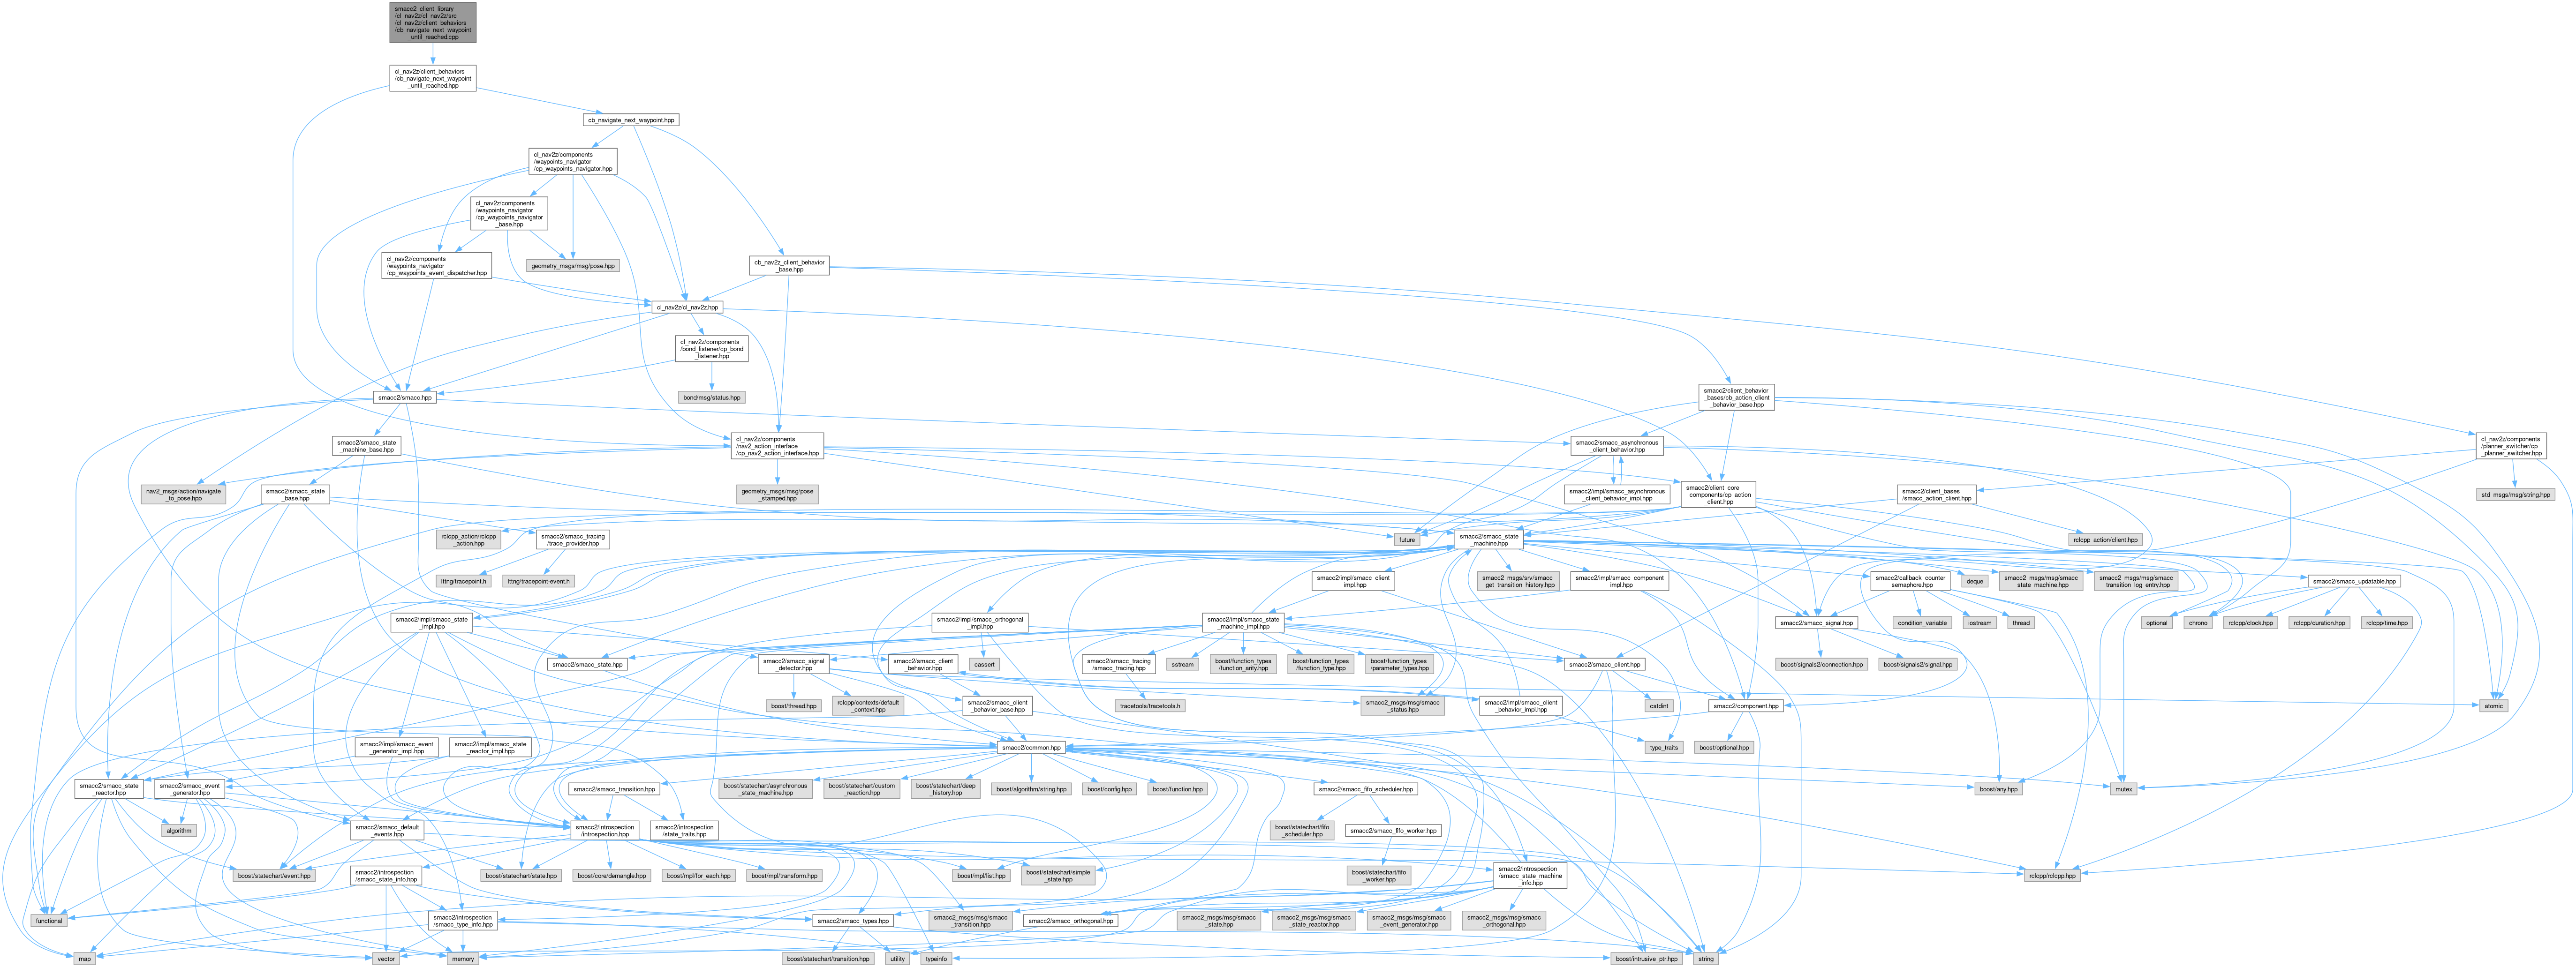 smacc2_client_library
/cl_nav2z/cl_nav2z/src
/cl_nav2z/client_behaviors
/cb_navigate_next_waypoint
_until_reached.cpp
cl_nav2z/client_behaviors
/cb_navigate_next_waypoint
_until_reached.hpp
cb_navigate_next_waypoint.hpp
cl_nav2z/components
/waypoints_navigator
/cp_waypoints_navigator.hpp
cl_nav2z/components
/waypoints_navigator
/cp_waypoints_navigator
_base.hpp
cl_nav2z/components
/waypoints_navigator
/cp_waypoints_event_dispatcher.hpp
geometry_msgs/msg/pose.hpp
cb_nav2z_client_behavior
_base.hpp
cl_nav2z/cl_nav2z.hpp
cl_nav2z/components
/bond_listener/cp_bond
_listener.hpp
smacc2/smacc.hpp
bond/msg/status.hpp
smacc2/client_behavior
_bases/cb_action_client
_behavior_base.hpp
smacc2/smacc_state
_machine_base.hpp
cl_nav2z/components
/nav2_action_interface
/cp_nav2_action_interface.hpp
smacc2/smacc_asynchronous
_client_behavior.hpp
cl_nav2z/components
/planner_switcher/cp
_planner_switcher.hpp
nav2_msgs/action/navigate
_to_pose.hpp
smacc2/smacc_state
_base.hpp
geometry_msgs/msg/pose
_stamped.hpp
smacc2/impl/smacc_asynchronous
_client_behavior_impl.hpp
smacc2/client_core
_components/cp_action
_client.hpp
smacc2/client_bases
/smacc_action_client.hpp
std_msgs/msg/string.hpp
rclcpp_action/rclcpp
_action.hpp
smacc2/smacc_tracing
/trace_provider.hpp
future
smacc2/smacc_state
_machine.hpp
rclcpp_action/client.hpp
lttng/tracepoint.h
lttng/tracepoint-event.h
smacc2/impl/smacc_client
_impl.hpp
smacc2_msgs/srv/smacc
_get_transition_history.hpp
smacc2/impl/smacc_component
_impl.hpp
smacc2/callback_counter
_semaphore.hpp
deque
smacc2_msgs/msg/smacc
_state_machine.hpp
smacc2_msgs/msg/smacc
_transition_log_entry.hpp
smacc2/smacc_updatable.hpp
smacc2/impl/smacc_state
_impl.hpp
smacc2/impl/smacc_orthogonal
_impl.hpp
smacc2/impl/smacc_state
_machine_impl.hpp
smacc2/smacc_signal.hpp
condition_variable
iostream
thread
optional
chrono
rclcpp/clock.hpp
rclcpp/duration.hpp
rclcpp/time.hpp
smacc2/smacc_state.hpp
smacc2/smacc_signal
_detector.hpp
smacc2/smacc_client
_behavior.hpp
cassert
smacc2/smacc_tracing
/smacc_tracing.hpp
sstream
boost/function_types
/function_arity.hpp
boost/function_types
/function_type.hpp
boost/function_types
/parameter_types.hpp
smacc2/smacc_client.hpp
boost/signals2/connection.hpp
boost/signals2/signal.hpp
boost/thread.hpp
rclcpp/contexts/default
_context.hpp
smacc2/smacc_client
_behavior_base.hpp
tracetools/tracetools.h
smacc2_msgs/msg/smacc
_status.hpp
smacc2/impl/smacc_client
_behavior_impl.hpp
cstdint
smacc2/component.hpp
atomic
smacc2/impl/smacc_event
_generator_impl.hpp
smacc2/impl/smacc_state
_reactor_impl.hpp
smacc2/common.hpp
type_traits
boost/optional.hpp
smacc2/smacc_state
_reactor.hpp
smacc2/smacc_event
_generator.hpp
smacc2/smacc_transition.hpp
boost/statechart/asynchronous
_state_machine.hpp
boost/statechart/custom
_reaction.hpp
boost/statechart/deep
_history.hpp
boost/algorithm/string.hpp
boost/config.hpp
boost/function.hpp
smacc2/smacc_fifo_scheduler.hpp
boost/any.hpp
mutex
algorithm
smacc2/smacc_default
_events.hpp
smacc2/introspection
/introspection.hpp
smacc2/introspection
/state_traits.hpp
boost/statechart/fifo
_scheduler.hpp
smacc2/smacc_fifo_worker.hpp
boost/statechart/event.hpp
smacc2/introspection
/smacc_state_info.hpp
boost/statechart/state.hpp
boost/core/demangle.hpp
boost/mpl/for_each.hpp
boost/mpl/transform.hpp
boost/mpl/list.hpp
boost/statechart/simple
_state.hpp
boost/statechart/fifo
_worker.hpp
smacc2/introspection
/smacc_state_machine
_info.hpp
rclcpp/rclcpp.hpp
functional
smacc2/introspection
/smacc_type_info.hpp
smacc2/smacc_types.hpp
smacc2_msgs/msg/smacc
_transition.hpp
smacc2/smacc_orthogonal.hpp
smacc2_msgs/msg/smacc
_state.hpp
smacc2_msgs/msg/smacc
_state_reactor.hpp
smacc2_msgs/msg/smacc
_event_generator.hpp
smacc2_msgs/msg/smacc
_orthogonal.hpp
map
vector
memory
boost/statechart/transition.hpp
utility
typeinfo
boost/intrusive_ptr.hpp
string